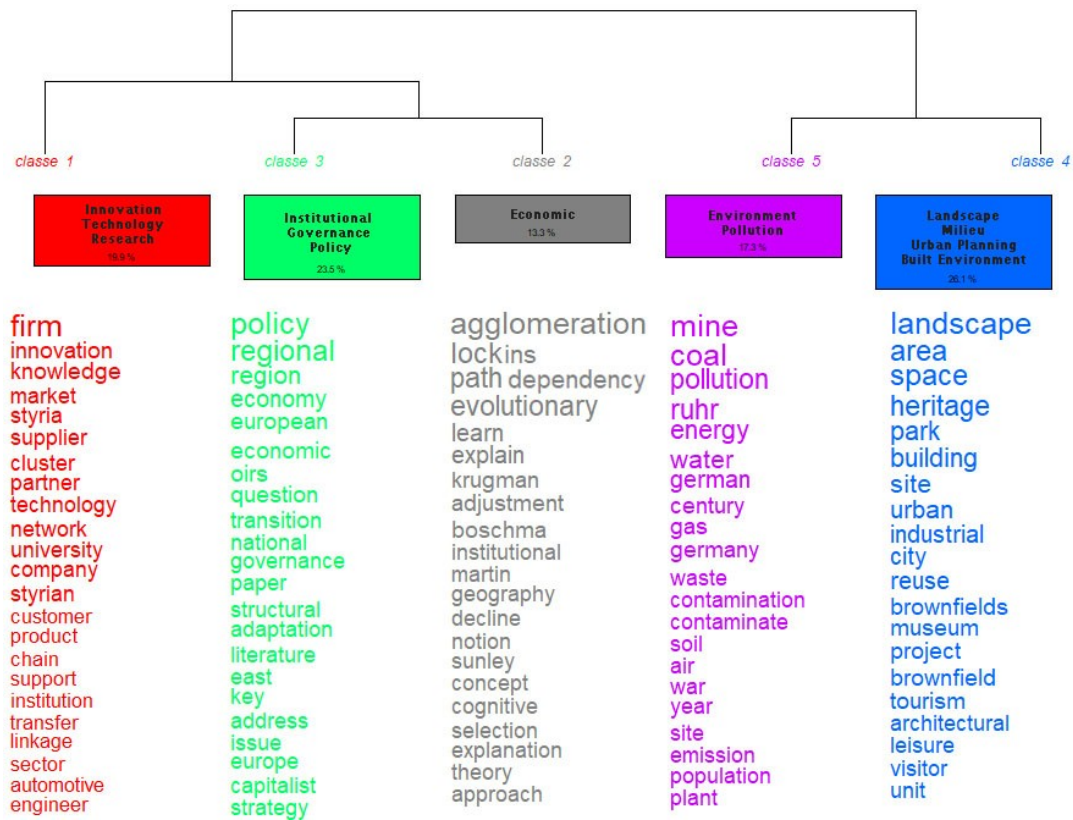 classe 1
classe 3
classe 2
classe 5
classe 4
Innovation
Technology
Research
19.9 %
Institutional
Governance
Policy
23.5 %
Economic
13.3 %
Environment
Pollution
17.3 %
Landscape
Milieu
Urban Planning
Built Environment
26.1 %
firm
innovation
knowledge
market
styria
supplier
cluster
partner
technology
network
university
company
styrian
customer
product
chain
support
institution
transfer
linkage
sector
automotive
engineer
policy
regional
region
economy
european
economic
oirs
question
transition
national
governance
paper
structural
adaptation
literature
east
key
address
issue
europe
capitalist
strategy
agglomeration
lockins
path dependency
evolutionary
learn
explain
krugman
adjustment
boschma
institutional
martin
geography
decline
notion
sunley
concept
cognitive
selection
explanation
theory
approach
mine
coal
pollution
ruhr
energy
water
german
century
gas
germany
waste
contamination
contaminate
soil
air
war
year
site
emission
population
plant
landscape
area
space
heritage
park
building
site
urban
industrial
city
reuse
brownfields
museum
project
brownfield
tourism
architectural
leisure
visitor
unit